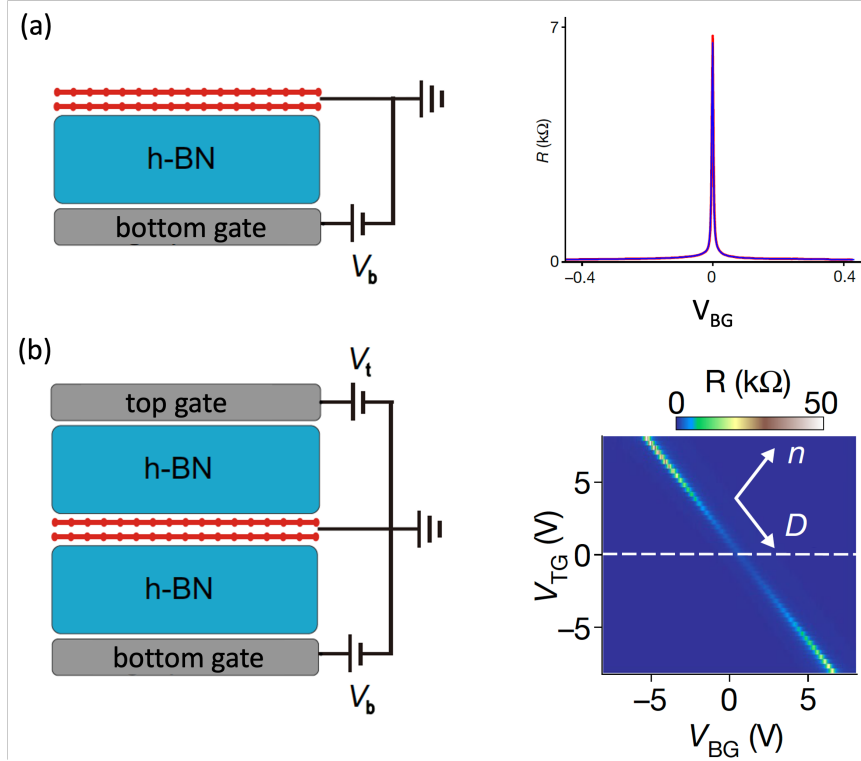 (a)
h-BN
bottom gate
V_b
7
R (kΩ)
0
−0.4
0
0.4
V_BG
(b)
V_t
top gate
h-BN
h-BN
bottom gate
V_b
R (kΩ)
0
50
n
D
5
0
−5
V_TG (V)
−5
0
5
V_BG (V)